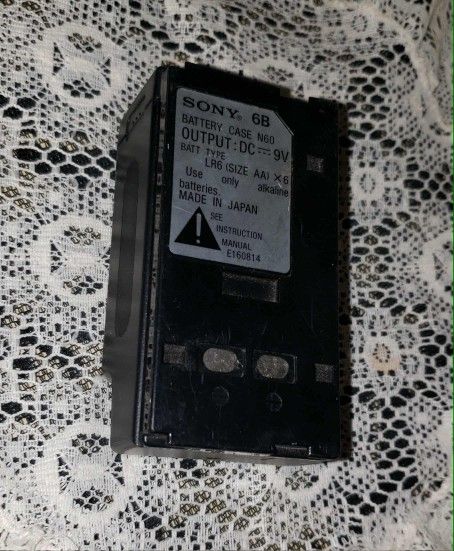 SONY® 6B
BATTERY CASE N60
OUTPUT: DC ⎓ 9V
BATT TYPE
LR6 (SIZE AA) X6
Use only alkaline
batteries.
MADE IN JAPAN
SEE
INSTRUCTION
MANUAL
E160814